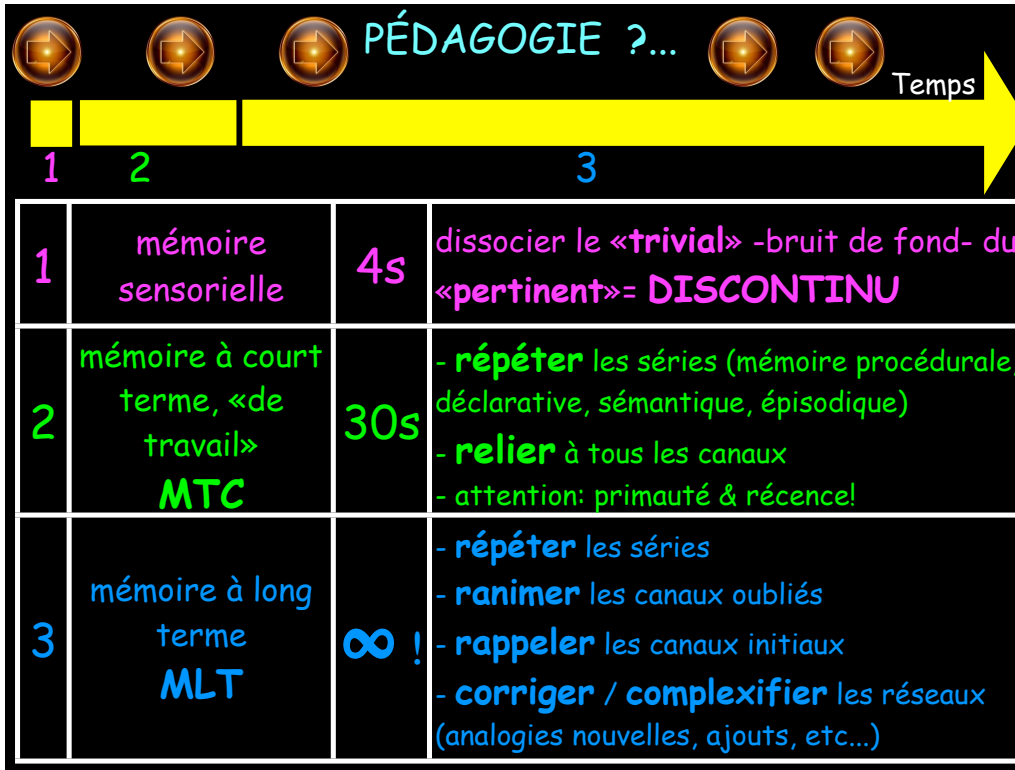 PÉDAGOGIE ?...
Temps
1
2
3
1
mémoire
sensorielle
4s
dissocier le «trivial» -bruit de fond- du
«pertinent»= DISCONTINU
2
mémoire à court
terme, «de
travail»
MTC
30s
- répéter les séries (mémoire procédurale,
déclarative, sémantique, épisodique)
- relier à tous les canaux
- attention: primauté & récence!
3
mémoire à long
terme
MLT
∞ !
- répéter les séries
- ranimer les canaux oubliés
- rappeler les canaux initiaux
- corriger / complexifier les réseaux
(analogies nouvelles, ajouts, etc...)